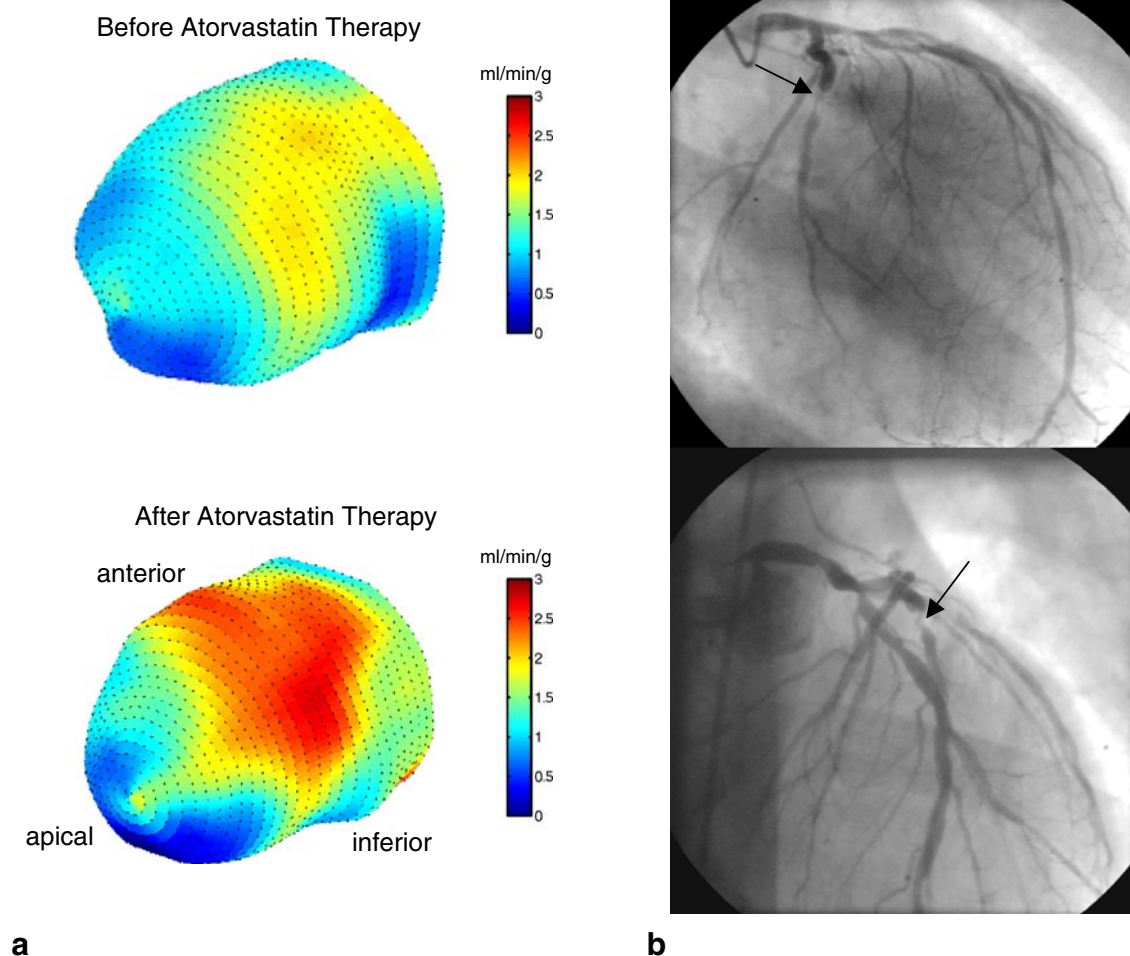 Before Atorvastatin Therapy
ml/min/g
3
2.5
2
1.5
1
0.5
0
After Atorvastatin Therapy
ml/min/g
anterior
3
2.5
2
1.5
1
0.5
0
apical
inferior
a
b